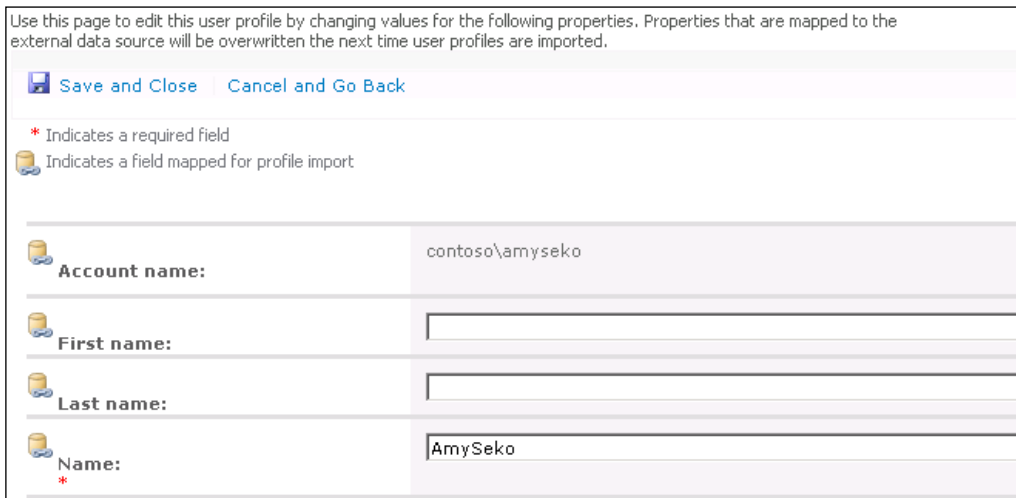 Use this page to edit this user profile by changing values for the following properties. Properties that are mapped to the
external data source will be overwritten the next time user profiles are imported.
Save and Close | Cancel and Go Back
* Indicates a required field
Indicates a field mapped for profile import
Account name: contoso\amyseko
First name:
Last name:
Name: AmySeko
*